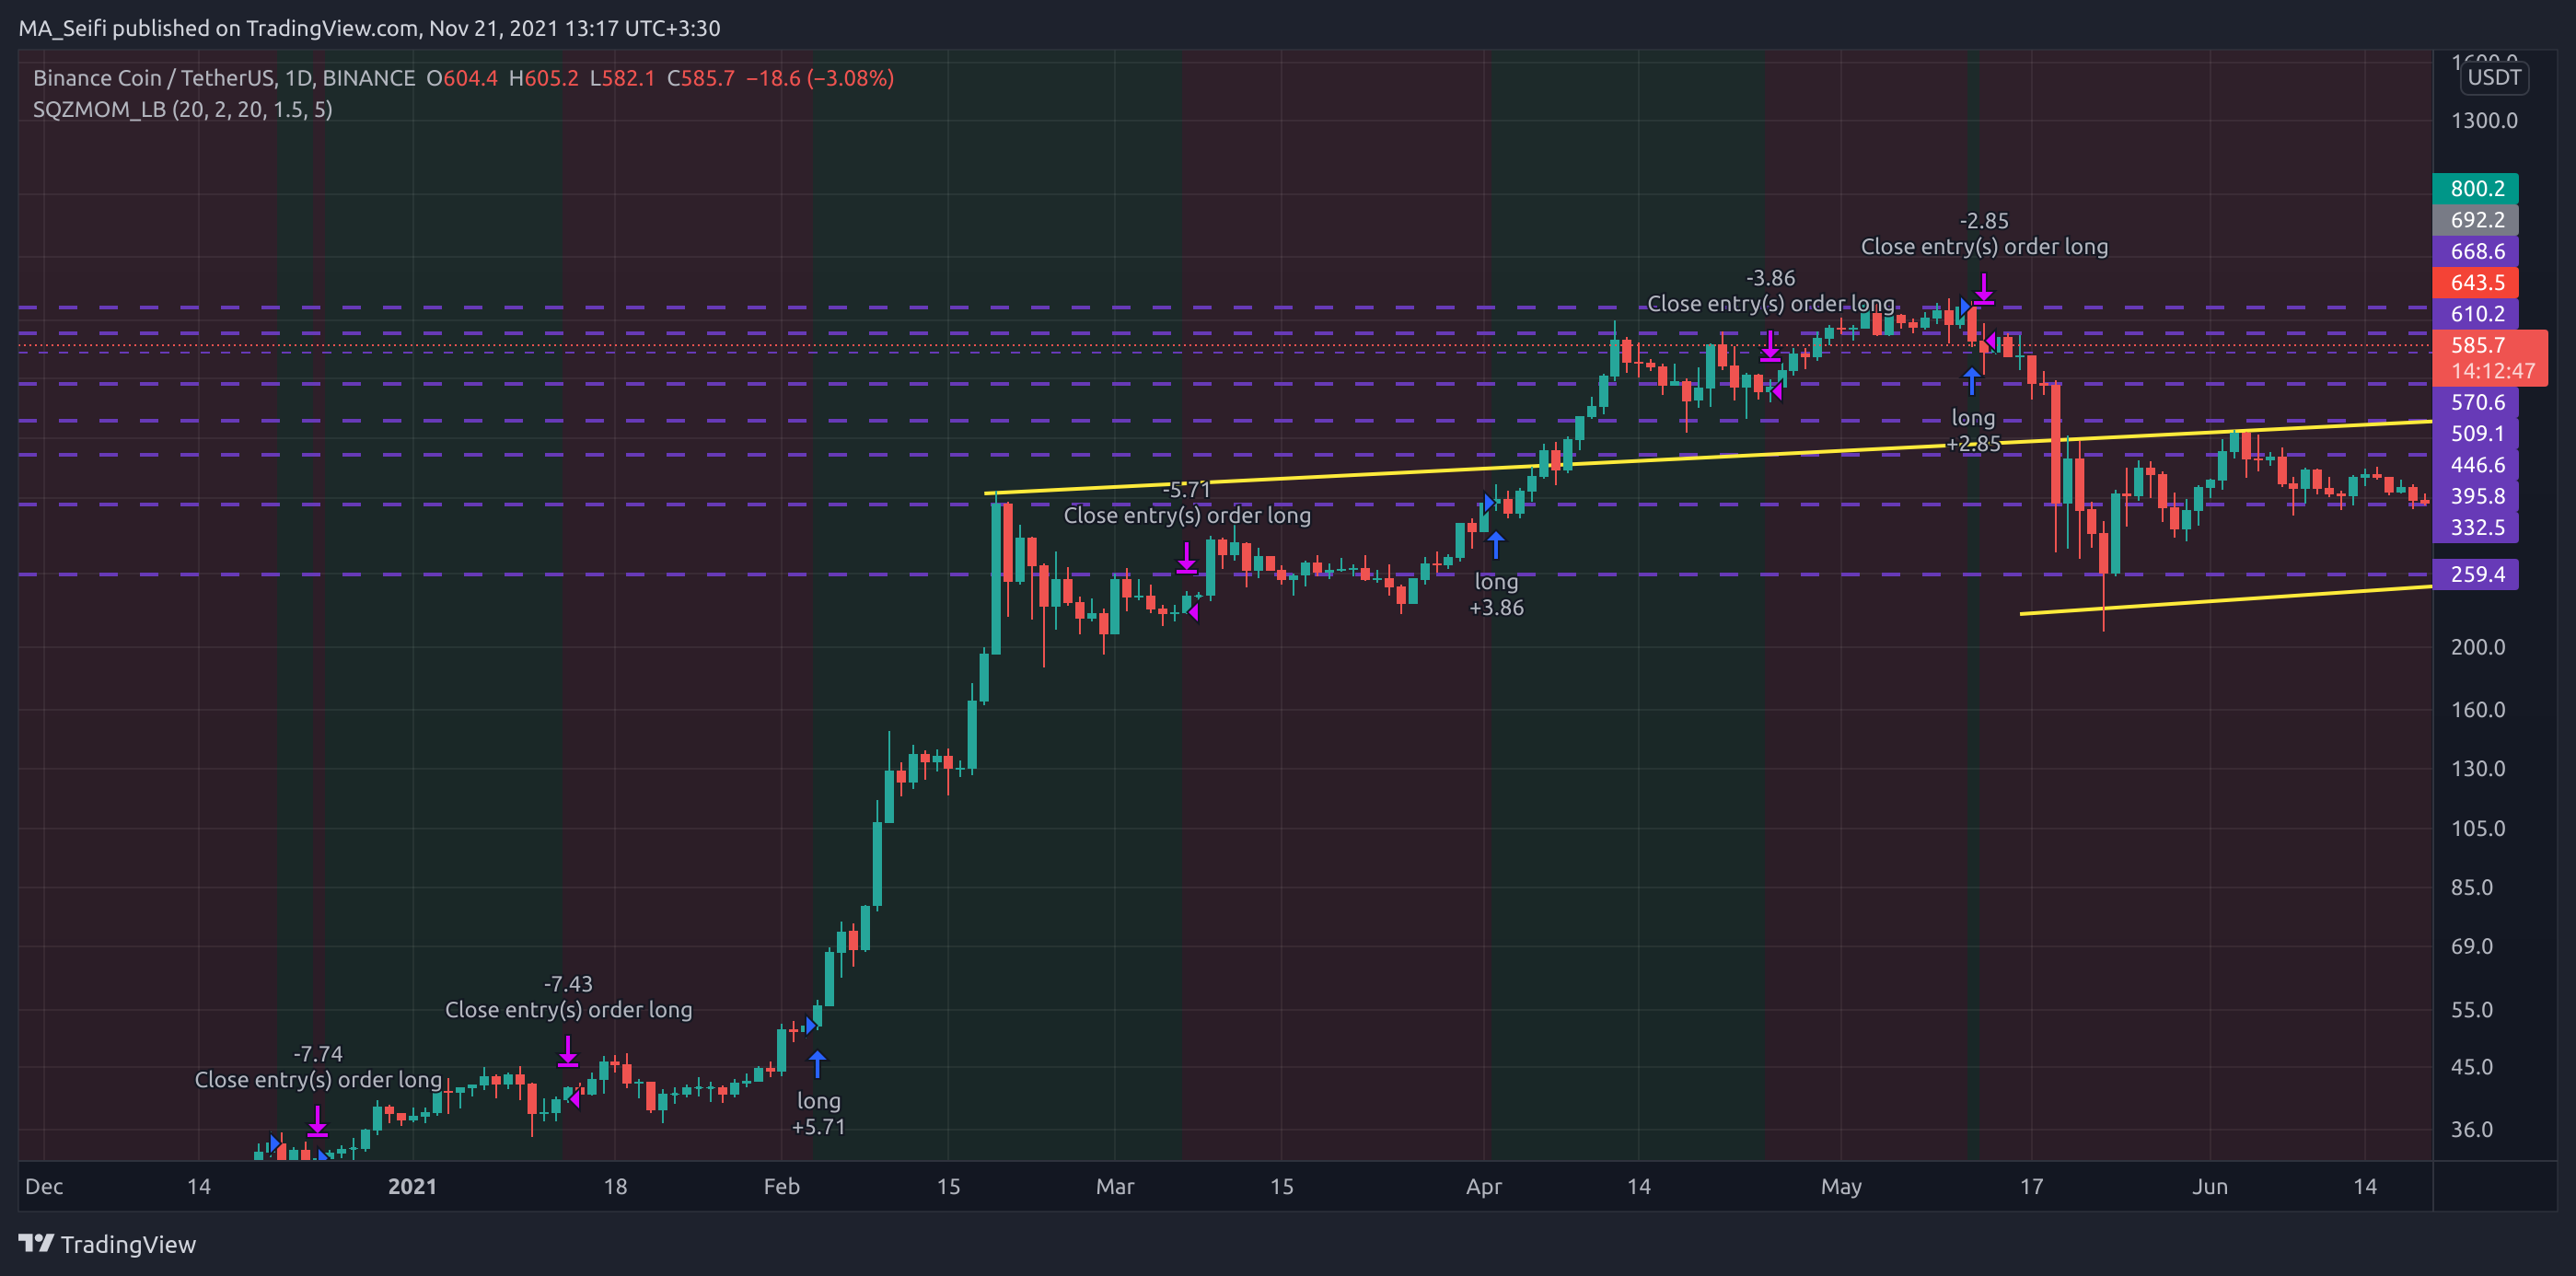 MA_Seifi published on TradingView.com, Nov 21, 2021 13:17 UTC+3:30
Binance Coin / TetherUS, 1D, BINANCE O604.4 H605.2 L582.1 C585.7 −18.6 (−3.08%)
SQZMOM_LB (20, 2, 20, 1.5, 5)
USDT
1300.0
800.2
692.2
668.6
643.5
610.2
585.7
14:12:47
570.6
509.1
446.6
395.8
332.5
259.4
200.0
160.0
130.0
105.0
85.0
69.0
55.0
45.0
36.0
-2.85
Close entry(s) order long
-3.86
Close entry(s) order long
long
+2.85
-5.71
Close entry(s) order long
long
+3.86
-7.43
Close entry(s) order long
-7.74
Close entry(s) order long
long
+5.71
Dec 14 2021 18 Feb 15 Mar 15 Apr 14 May 17 Jun 14
TradingView